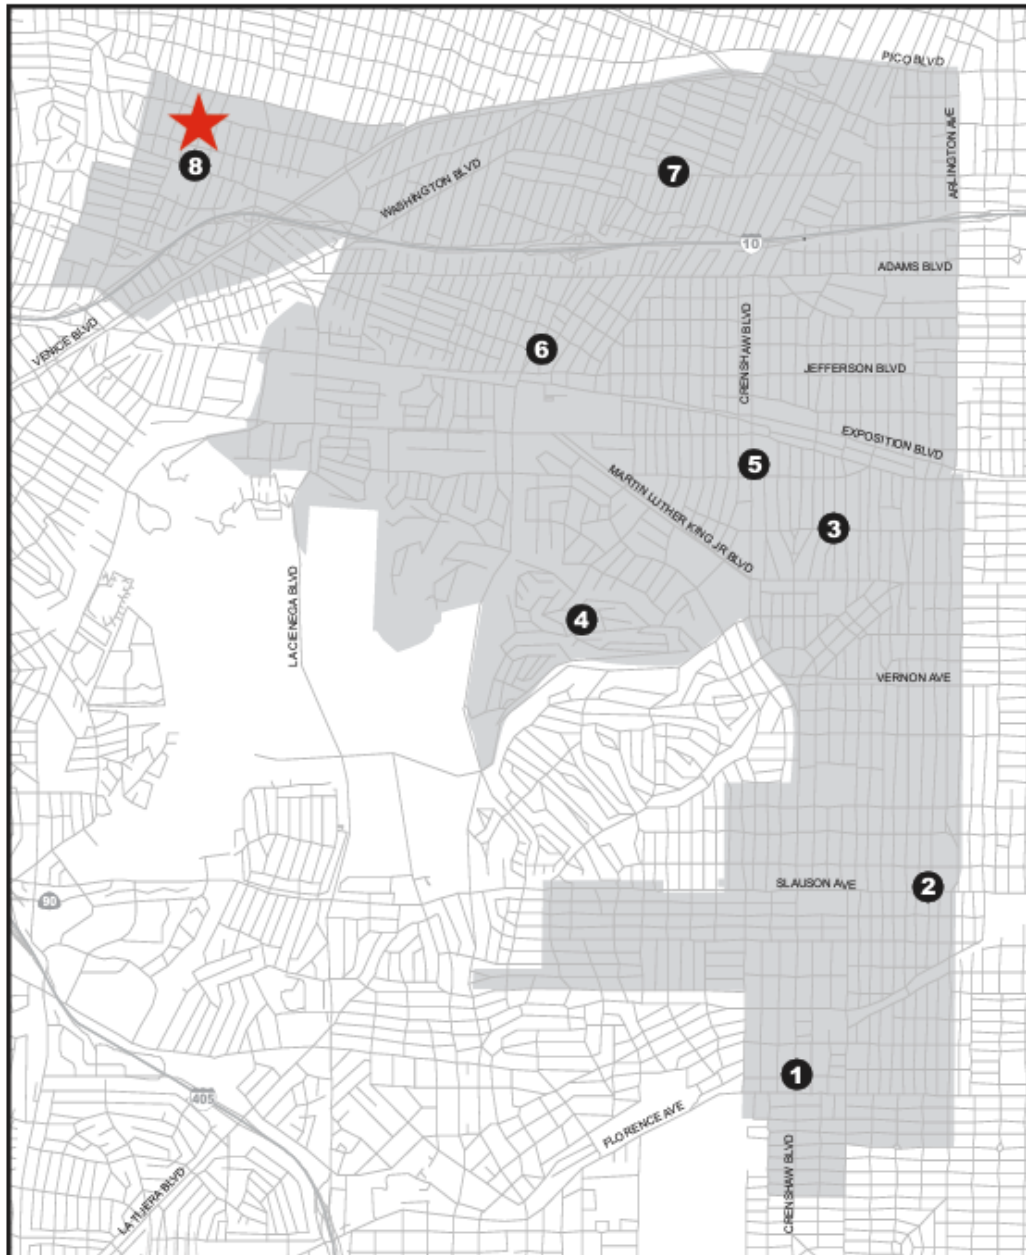 PICO BLVD
ARLINGTON AVE
8
7
WASHINGTON BLVD
10
ADAMS BLVD
VENICE BLVD
CRENSHAW BLVD
6
JEFFERSON BLVD
EXPOSITION BLVD
5
MARTIN LUTHER KING JR BLVD
3
LA CIENEGA BLVD
4
VERNON AVE
SLAUSON AVE
2
90
1
405
FLORENCE AVE
CRENSHAW BLVD
LA TIJERA BLVD